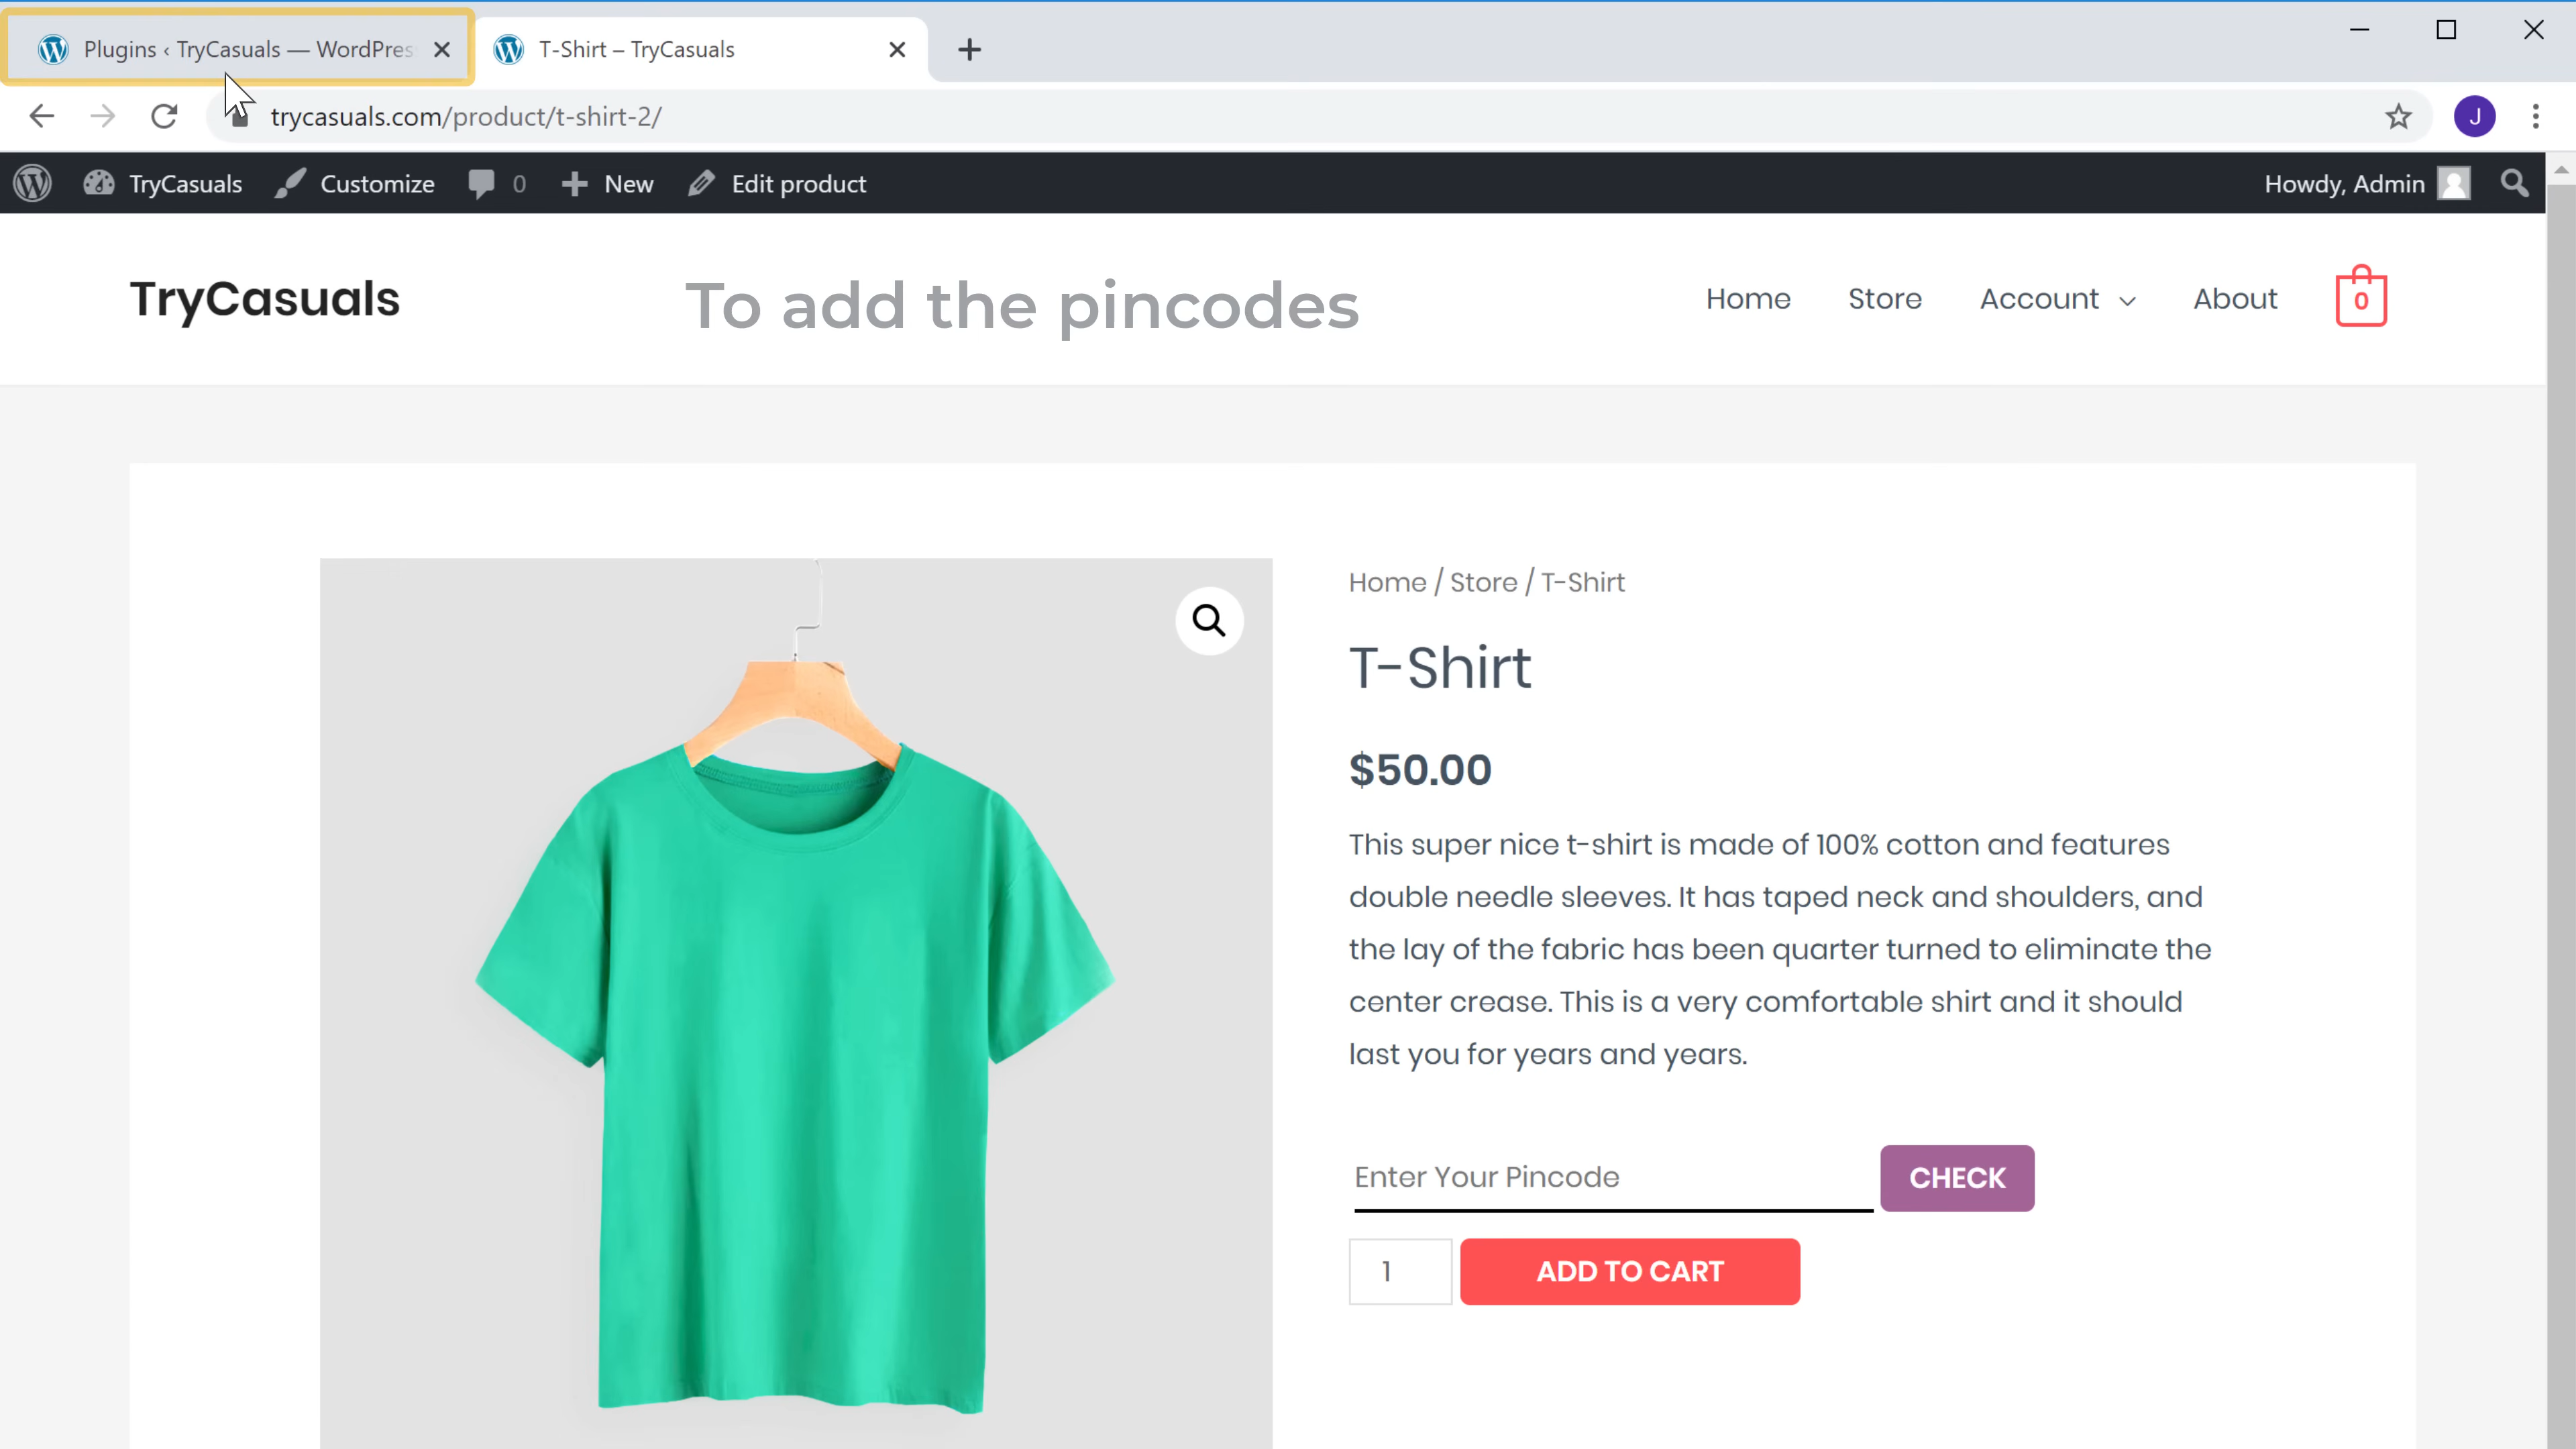 Plugins ‹ TryCasuals — WordPres
T-Shirt – TryCasuals
trycasuals.com/product/t-shirt-2/
J
TryCasuals
Customize
0
New
Edit product
Howdy, Admin
TryCasuals
To add the pincodes
Home
Store
Account
About
0
Home / Store / T-Shirt
T-Shirt
$50.00
This super nice t-shirt is made of 100% cotton and features
double needle sleeves. It has taped neck and shoulders, and
the lay of the fabric has been quarter turned to eliminate the
center crease. This is a very comfortable shirt and it should
last you for years and years.
Enter Your Pincode
CHECK
1
ADD TO CART